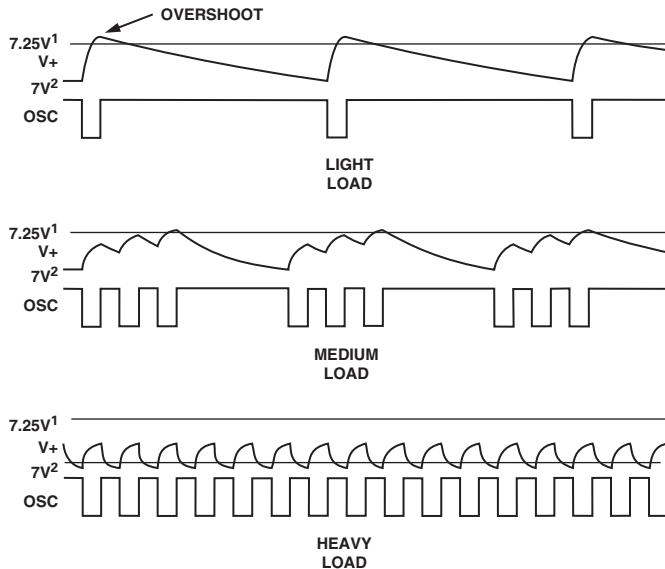 OVERSHOOT
7.25V1
V+
7V2
OSC
LIGHT
LOAD
7.25V1
V+
7V2
OSC
MEDIUM
LOAD
7.25V1
V+
7V2
OSC
HEAVY
LOAD